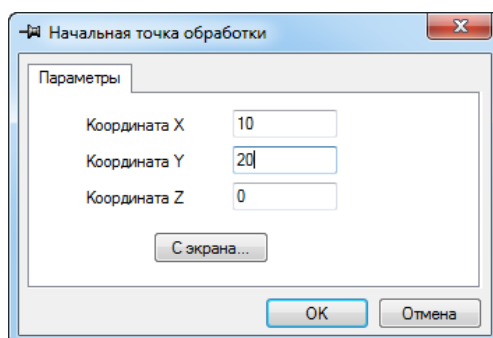 Начальная точка обработки
Параметры
Координата X 10
Координата Y 20
Координата Z 0
С экрана...
OK Отмена